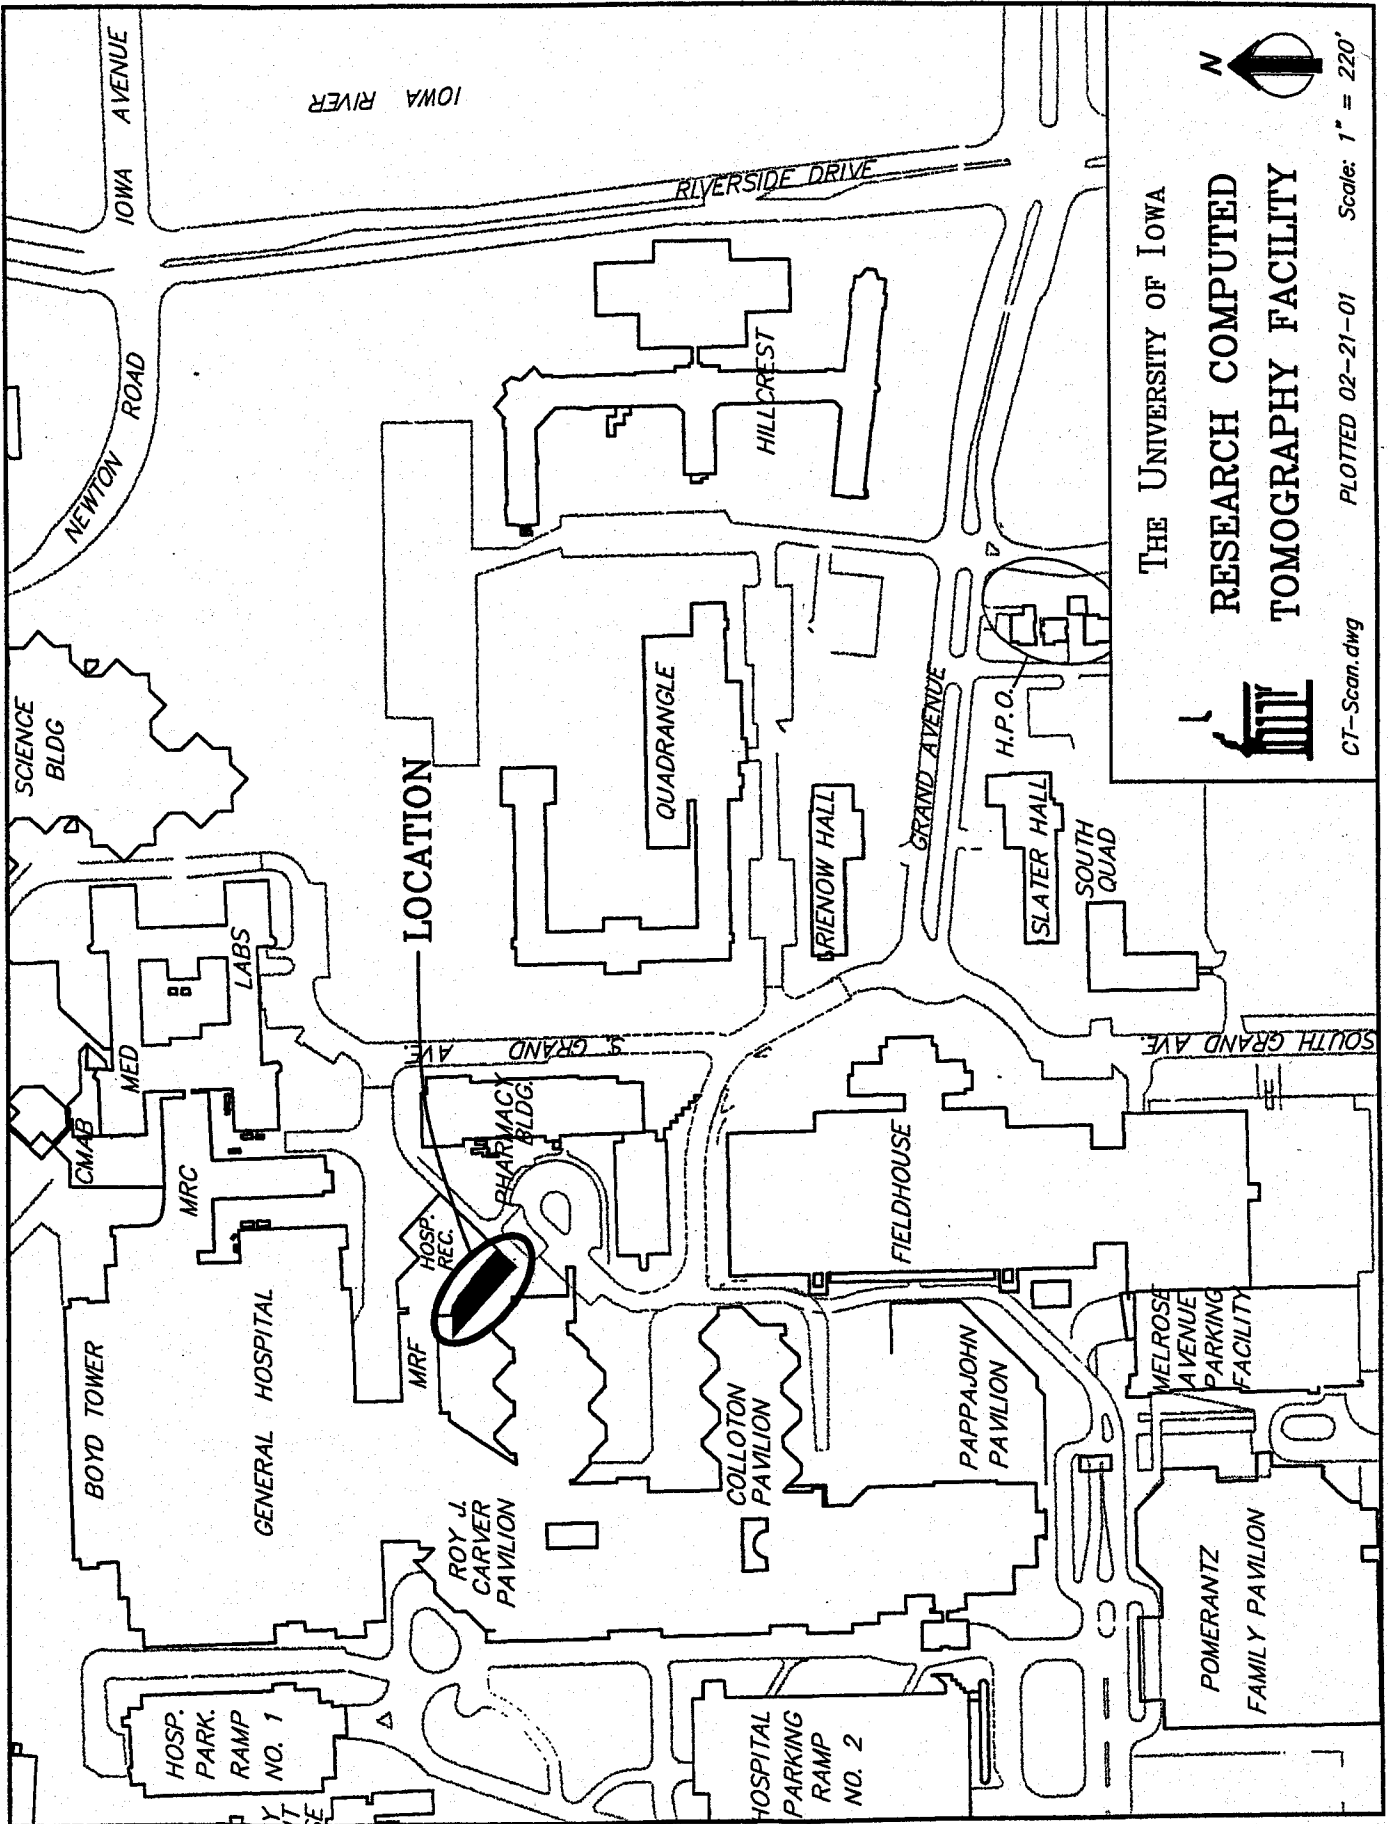 IOWA AVENUE
IOWA AVENUE
IOWA RIVER
RIVERSIDE DRIVE
NEWTON ROAD
HILLCREST
SCIENCE
BLDG
QUADRANGLE
LOCATION
RIENOW HALL
GRAND AVENUE
H.P.O.
SLATER HALL
SOUTH
QUAD
MED
LABS
CMAB
MRC
S. GRAND AVE.
SOUTH GRAND AVE.
PHARMACY
BLDG.
HOSP.
REC.
FIELDHOUSE
BOYD TOWER
GENERAL HOSPITAL
MRF
COLLOTON
PAVILION
PAPPAJOHN
PAVILION
MELROSE
AVENUE
PARKING
FACILITY
ROY J.
CARVER
PAVILION
POMERANTZ
FAMILY PAVILION
HOSP.
PARK.
RAMP
NO. 1
HOSPITAL
PARKING
RAMP
NO. 2
N
THE UNIVERSITY OF IOWA
RESEARCH COMPUTED
TOMOGRAPHY FACILITY
CT-Scan.dwg
PLOTTED 02-21-01
Scale: 1" = 220'